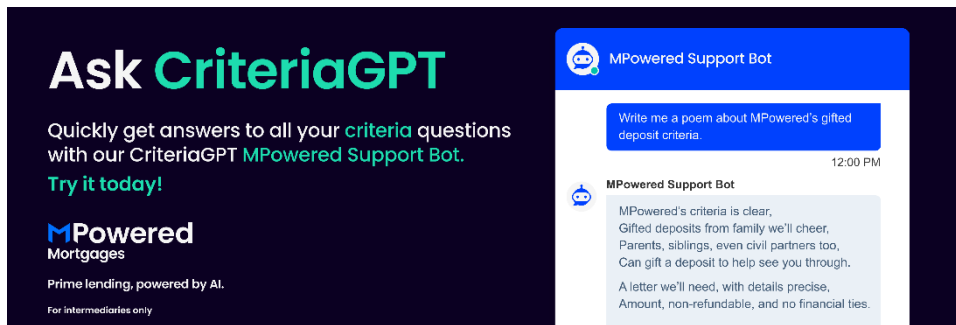 Ask CriteriaGPT
Quickly get answers to all your criteria questions
with our CriteriaGPT MPowered Support Bot.
Try it today!
MPowered
Mortgages
Prime lending, powered by AI.
For intermediaries only
MPowered Support Bot
Write me a poem about MPowered's gifted
deposit criteria.
12:00 PM
MPowered Support Bot
MPowered's criteria is clear,
Gifted deposits from family we'll cheer,
Parents, siblings, even civil partners too,
Can gift a deposit to help see you through.
A letter we'll need, with details precise,
Amount, non-refundable, and no financial ties.